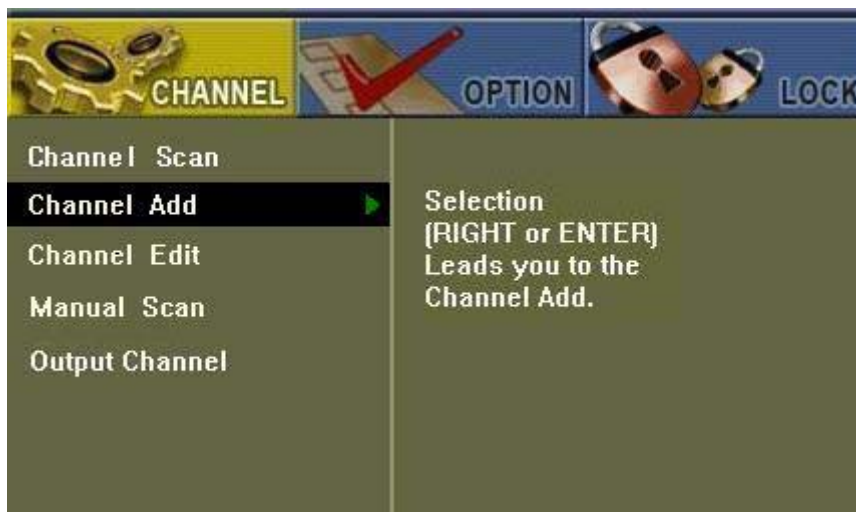 CHANNEL
OPTION
LOCK
Channel Scan
Channel Add
Channel Edit
Manual Scan
Output Channel
Selection
(RIGHT or ENTER)
Leads you to the
Channel Add.